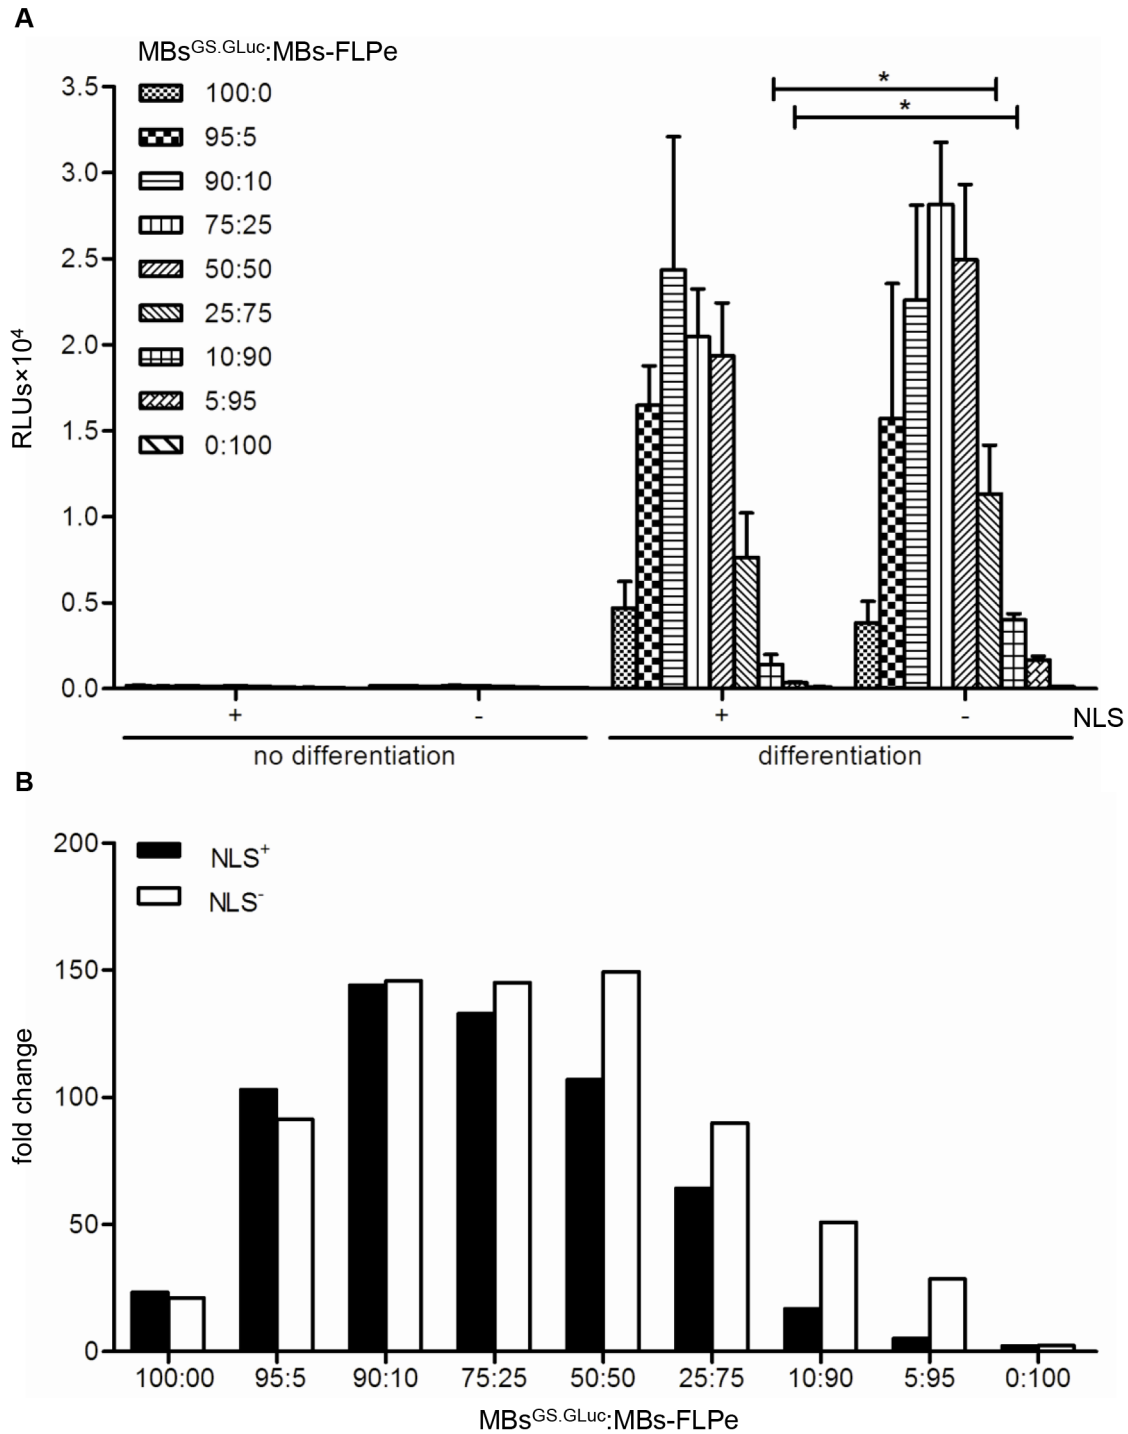 A
MBsGS.GLuc:MBs-FLPe
100:0
95:5
90:10
75:25
50:50
25:75
10:90
5:95
0:100
* 
*
3.5
3.0
2.5
2.0
1.5
1.0
0.5
0.0
RLUs×10⁴
+ - + - NLS
no differentiation differentiation
B
NLS⁺
NLS⁻
200
150
100
50
0
fold change
100:00 95:5 90:10 75:25 50:50 25:75 10:90 5:95 0:100
MBsGS.GLuc:MBs-FLPe